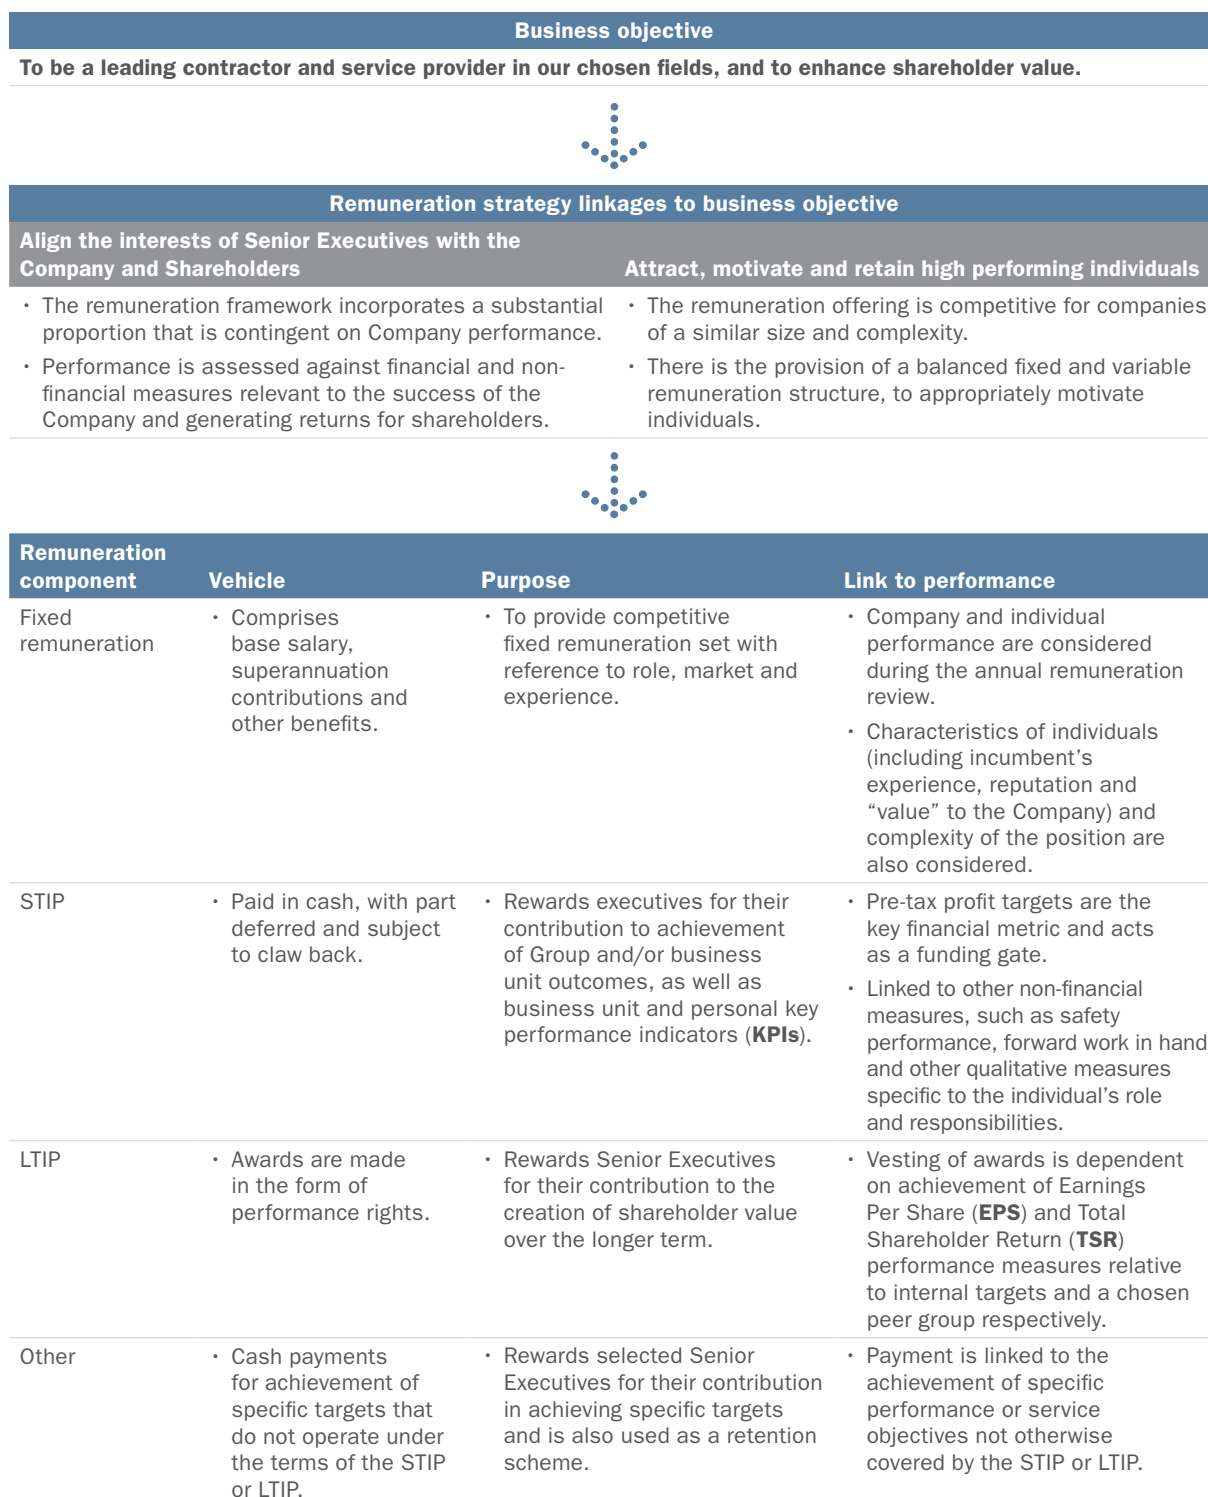 Business objective
To be a leading contractor and service provider in our chosen fields, and to enhance shareholder value.
Remuneration strategy linkages to business objective
Align the interests of Senior Executives with the
Company and Shareholders
Attract, motivate and retain high performing individuals
• The remuneration framework incorporates a substantial
proportion that is contingent on Company performance.
• Performance is assessed against financial and non-
financial measures relevant to the success of the
Company and generating returns for shareholders.
• The remuneration offering is competitive for companies
of a similar size and complexity.
• There is the provision of a balanced fixed and variable
remuneration structure, to appropriately motivate
individuals.
Remuneration
component
Vehicle
Purpose
Link to performance
Fixed
remuneration
• Comprises
base salary,
superannuation
contributions and
other benefits.
• To provide competitive
fixed remuneration set with
reference to role, market and
experience.
• Company and individual
performance are considered
during the annual remuneration
review.
• Characteristics of individuals
(including incumbent’s
experience, reputation and
“value” to the Company) and
complexity of the position are
also considered.
STIP
• Paid in cash, with part
deferred and subject
to claw back.
• Rewards executives for their
contribution to achievement
of Group and/or business
unit outcomes, as well as
business unit and personal key
performance indicators (KPIs).
• Pre-tax profit targets are the
key financial metric and acts
as a funding gate.
• Linked to other non-financial
measures, such as safety
performance, forward work in hand
and other qualitative measures
specific to the individual’s role
and responsibilities.
LTIP
• Awards are made
in the form of
performance rights.
• Rewards Senior Executives
for their contribution to the
creation of shareholder value
over the longer term.
• Vesting of awards is dependent
on achievement of Earnings
Per Share (EPS) and Total
Shareholder Return (TSR)
performance measures relative
to internal targets and a chosen
peer group respectively.
Other
• Cash payments
for achievement of
specific targets that
do not operate under
the terms of the STIP
or LTIP.
• Rewards selected Senior
Executives for their contribution
in achieving specific targets
and is also used as a retention
scheme.
• Payment is linked to the
achievement of specific
performance or service
objectives not otherwise
covered by the STIP or LTIP.